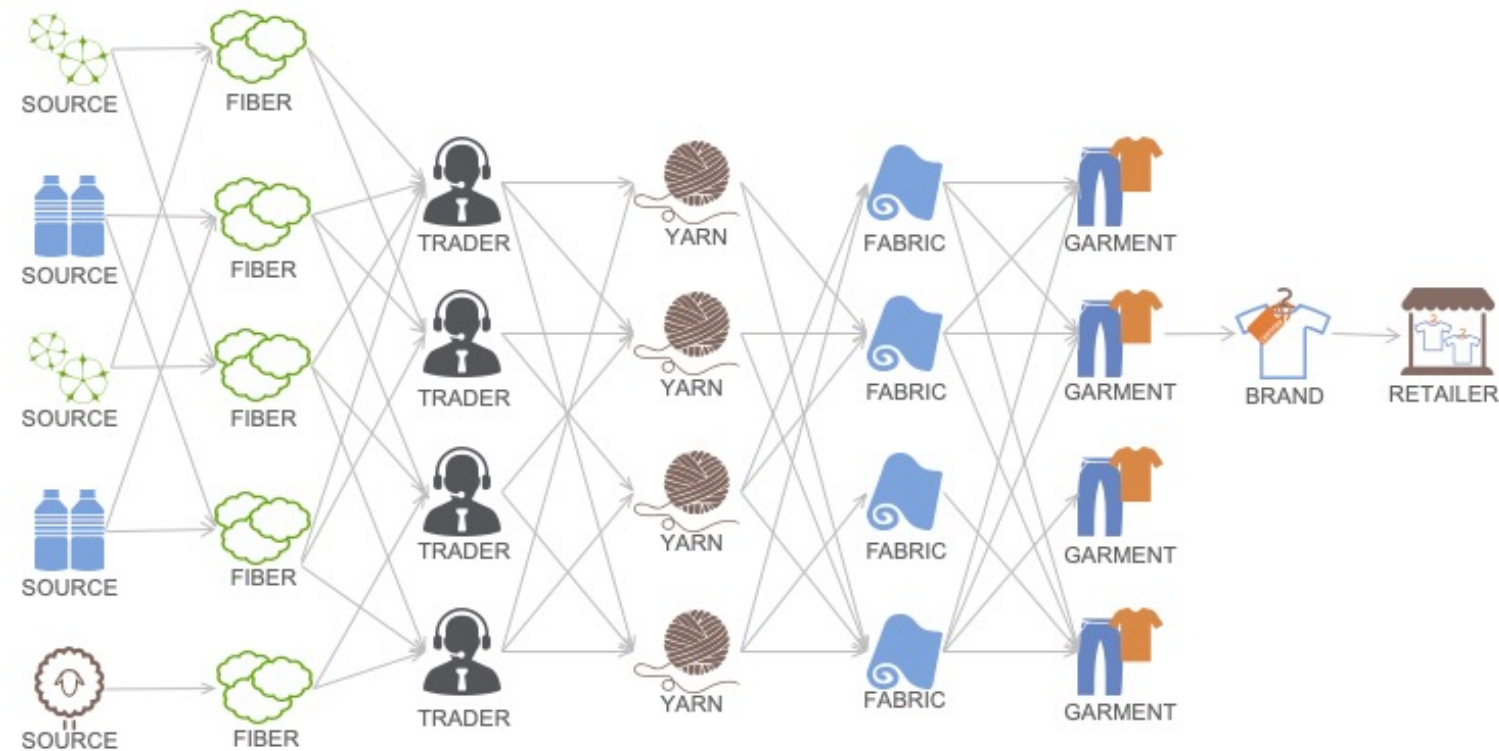 SOURCE
FIBER
SOURCE
FIBER
TRADER
YARN
FABRIC
GARMENT
SOURCE
FIBER
TRADER
YARN
FABRIC
GARMENT
BRAND
RETAILER
SOURCE
FIBER
TRADER
YARN
FABRIC
GARMENT
SOURCE
FIBER
TRADER
YARN
FABRIC
GARMENT